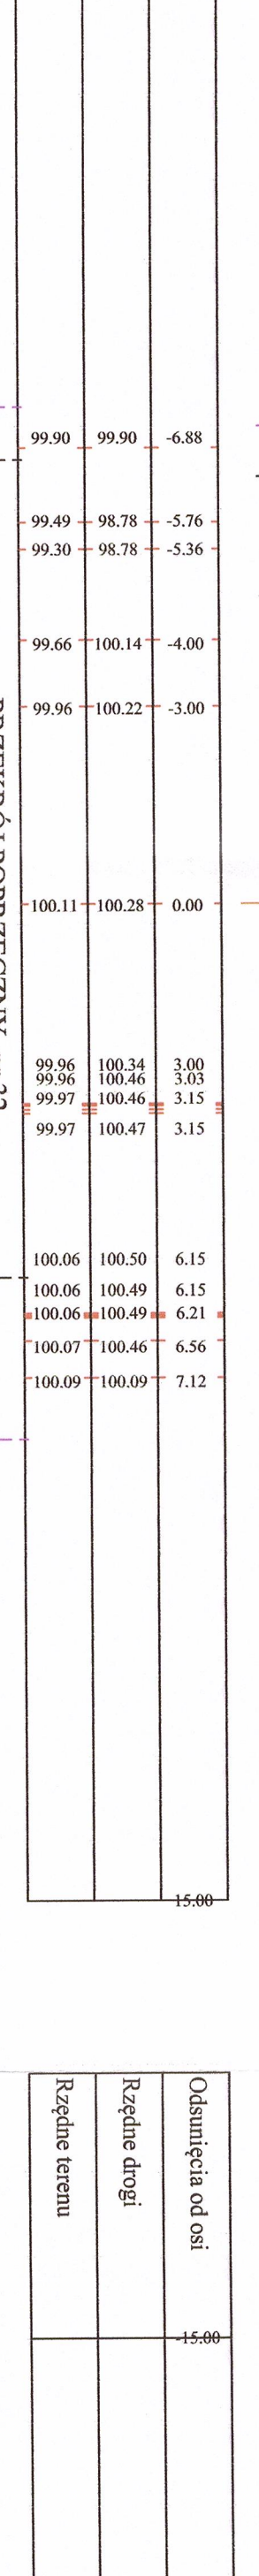 99.90 99.90 -6.88
99.49 98.78 -5.76
99.30 98.78 -5.36
99.66 100.14 -4.00
99.96 100.22 -3.00
100.11 100.28 0.00
99.96 100.34 3.00
99.96 100.46 3.03
99.97 100.46 3.15
99.97 100.47 3.15
100.06 100.50 6.15
100.06 100.49 6.15
100.06 100.49 6.21
100.07 100.46 6.56
100.09 100.09 7.12
15.00
Odsunięcia od osi
Rzędne drogi
Rzędne terenu
-15.00